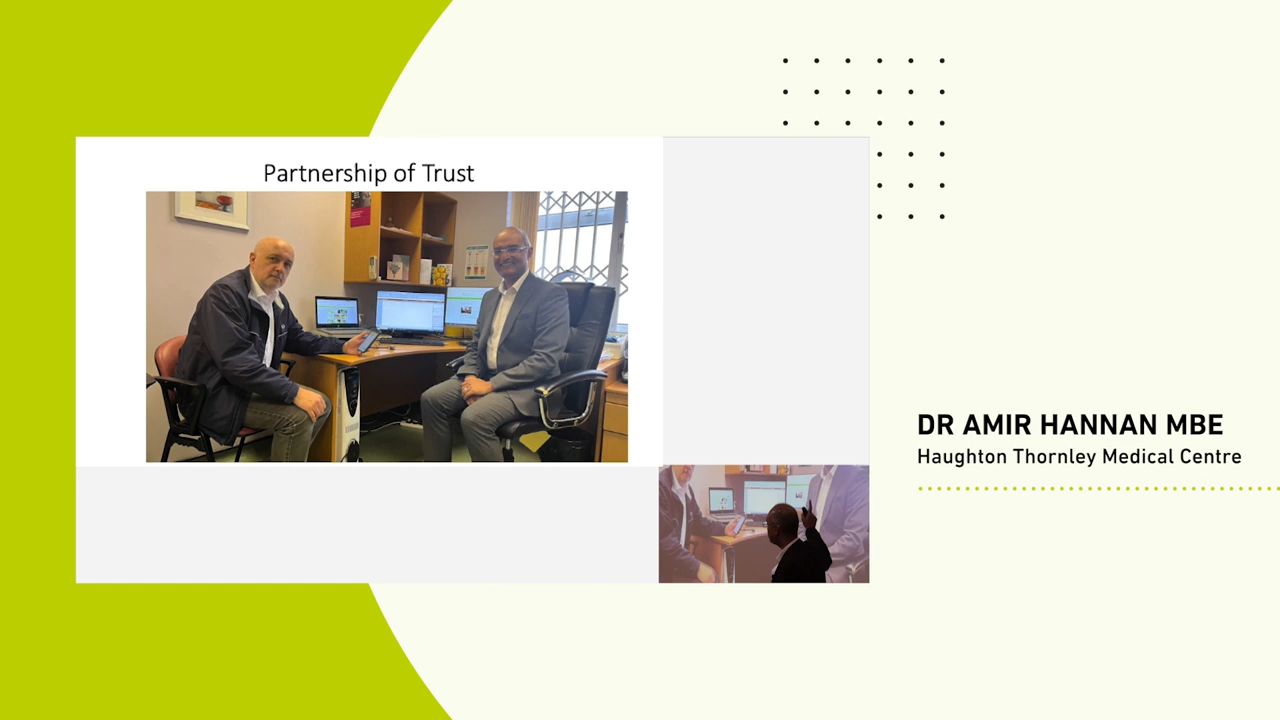 Partnership of Trust
DR AMIR HANNAN MBE
Haughton Thornley Medical Centre